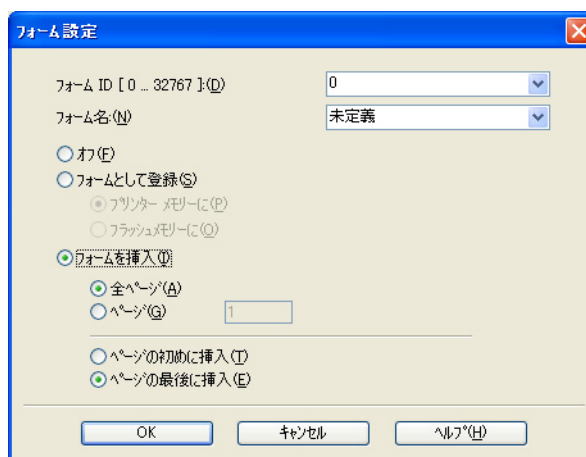 フォーム設定
フォーム ID [ 0 ... 32767 ]:(D) 0
フォーム名:(N) 未定義
オフ(F)
フォームとして登録(S)
プリンター メモリーに(P)
フラッシュメモリーに(O)
フォームを挿入(I)
全ページ(A)
ページ(G) 1
ページの初めに挿入(T)
ページの最後に挿入(E)
OK キャンセル ヘルプ(H)